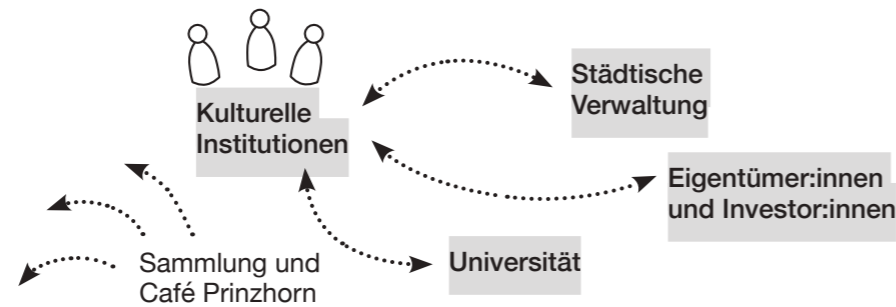 Kulturelle
Institutionen
Städtische
Verwaltung
Eigentümer:innen
und Investor:innen
Universität
Sammlung und
Café Prinzhorn